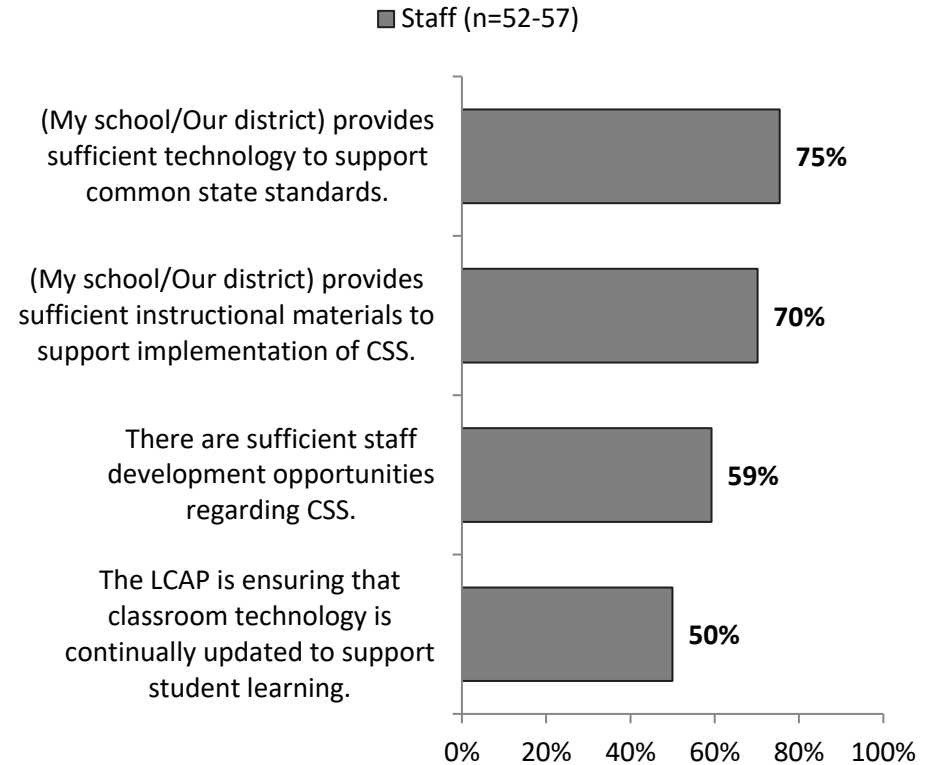 Staff (n=52-57)
(My school/Our district) provides
sufficient technology to support
common state standards.
75%
(My school/Our district) provides
sufficient instructional materials to
support implementation of CSS.
70%
There are sufficient staff
development opportunities
regarding CSS.
59%
The LCAP is ensuring that
classroom technology is
continually updated to support
student learning.
50%
0% 20% 40% 60% 80% 100%